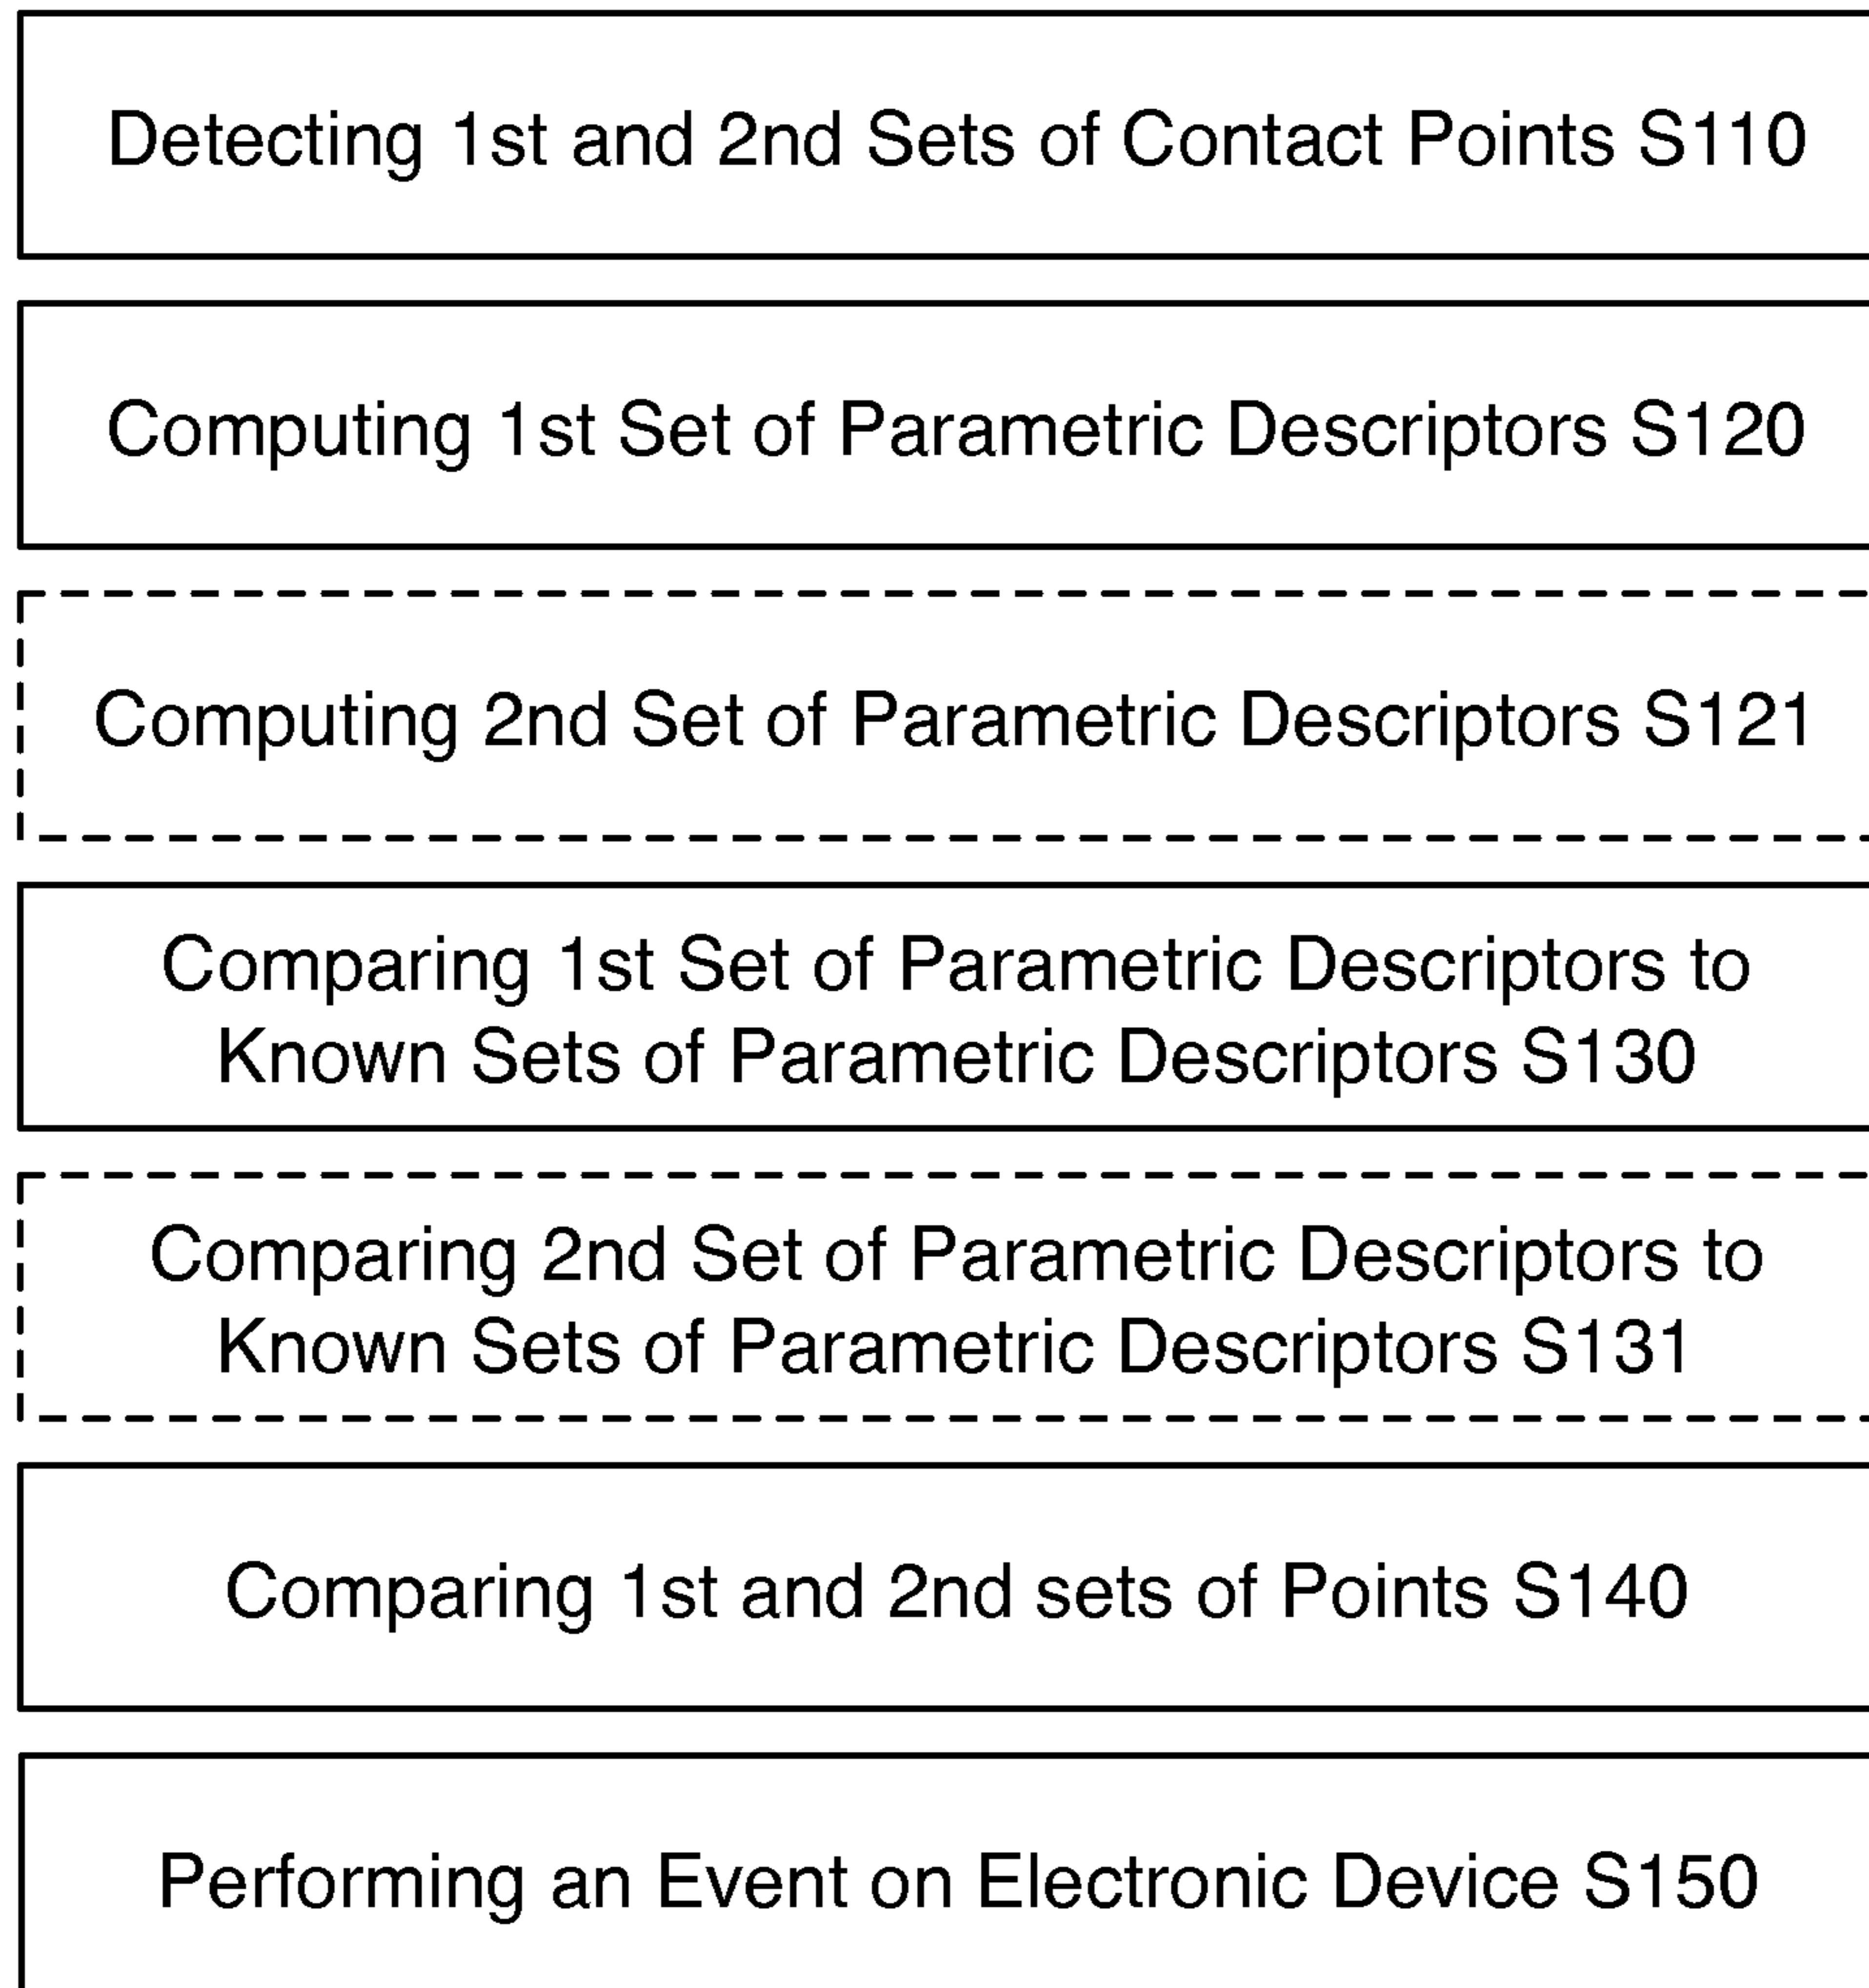 Detecting 1st and 2nd Sets of Contact Points S110
Computing 1st Set of Parametric Descriptors S120
Computing 2nd Set of Parametric Descriptors S121
Comparing 1st Set of Parametric Descriptors to
Known Sets of Parametric Descriptors S130
Comparing 2nd Set of Parametric Descriptors to
Known Sets of Parametric Descriptors S131
Comparing 1st and 2nd sets of Points S140
Performing an Event on Electronic Device S150